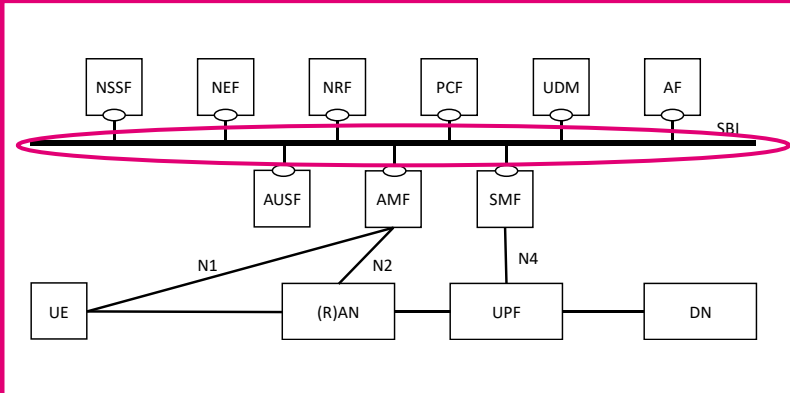 NSSF
NEF
NRF
PCF
UDM
AF
SBI
AUSF
AMF
SMF
N1
N2
N4
UE
(R)AN
UPF
DN